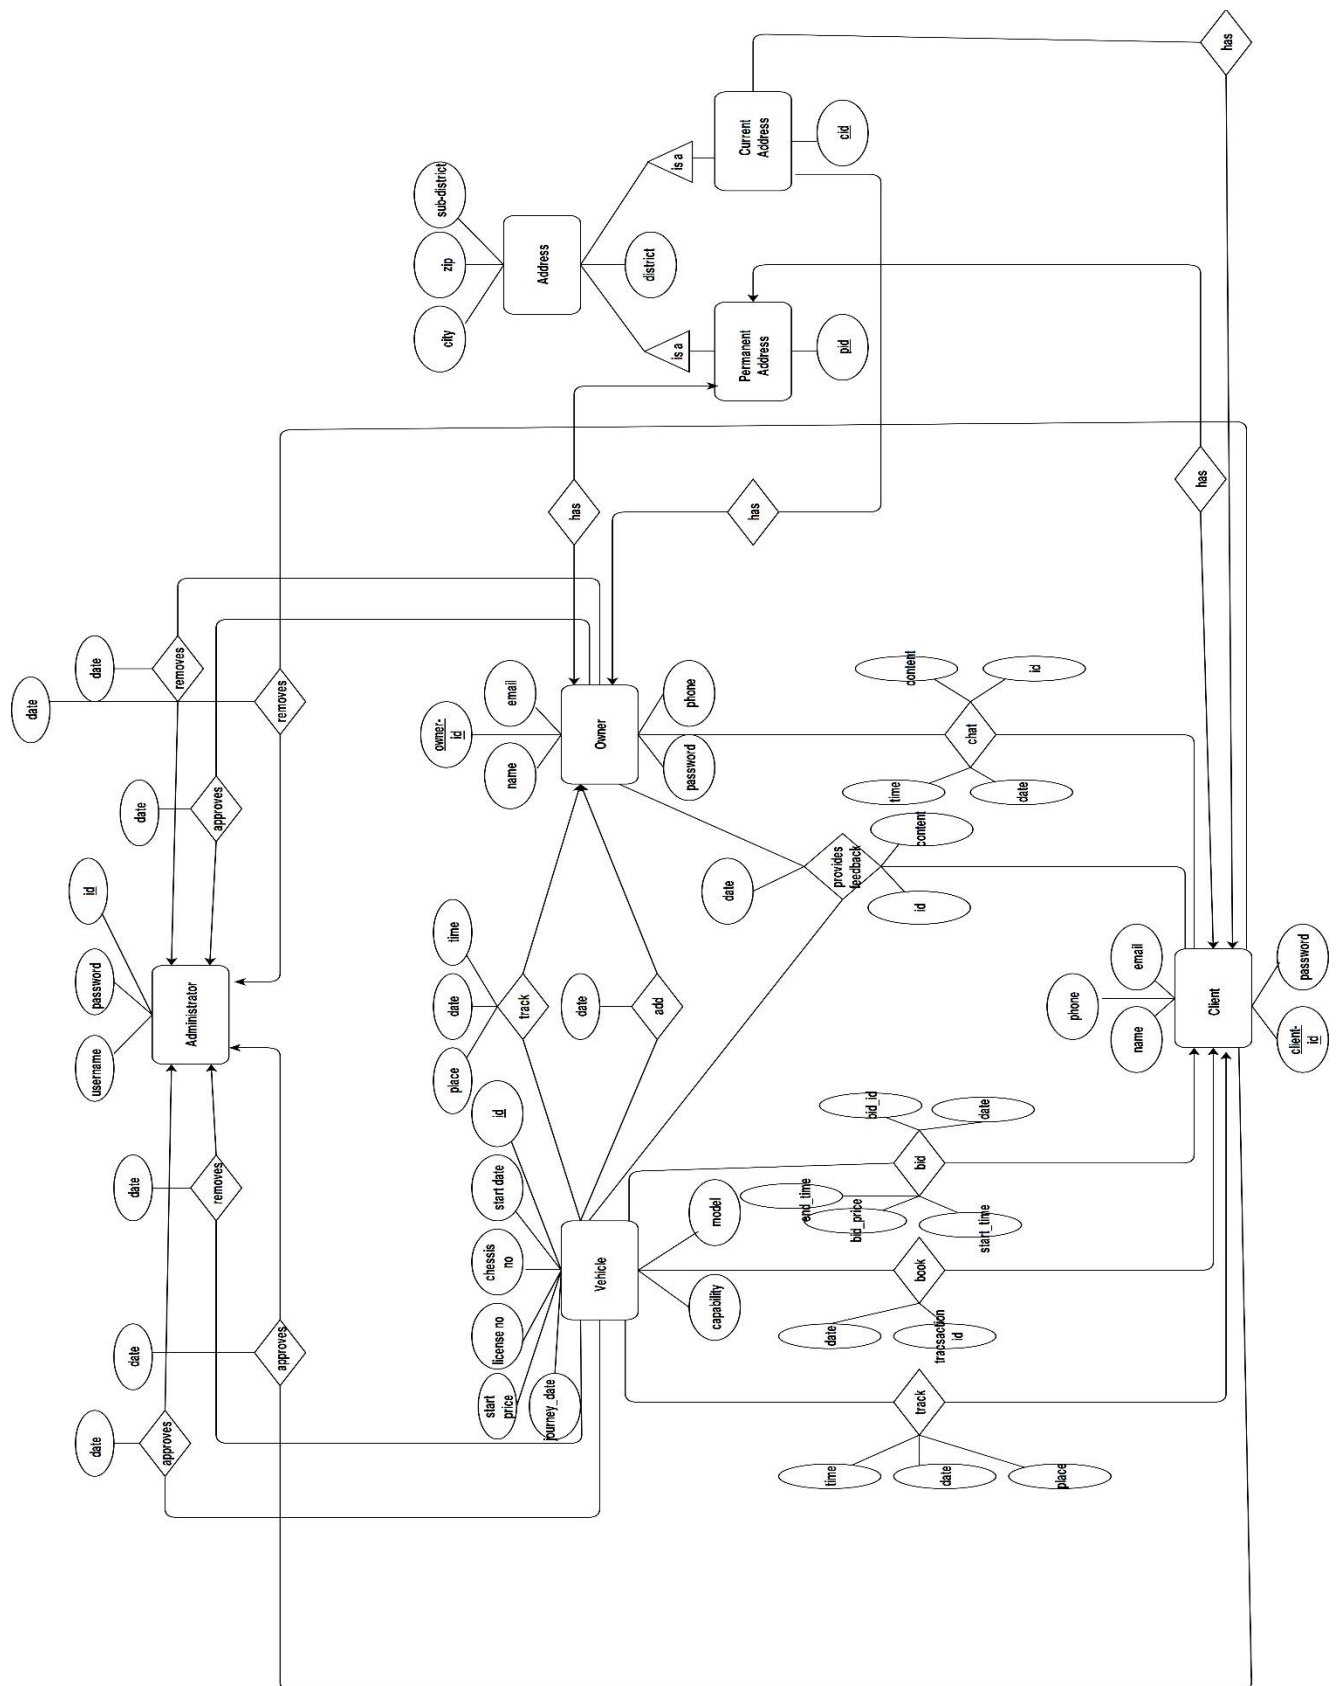 date
date
username
password
id
date
date
date
date
approves
removes
Administrator
removes
approves
approves
removes
place
date
time
owner-
id
city
zip
sub-district
start
price
license no
chessis
no
start date
id
name
email
journey_date
track
Address
date
has
Vehicle
Owner
add
district
is a
is a
capability
model
password
phone
date
has
Permanent
Address
Current
Address
end_time
time
date
bid_price
provides
feedback
pid
cid
bid_id
time
content
content
track
book
bid
id
date
tracsaction
id
chat
start_time
date
date
id
place
phone
name
email
has
Client
has
client-
id
password